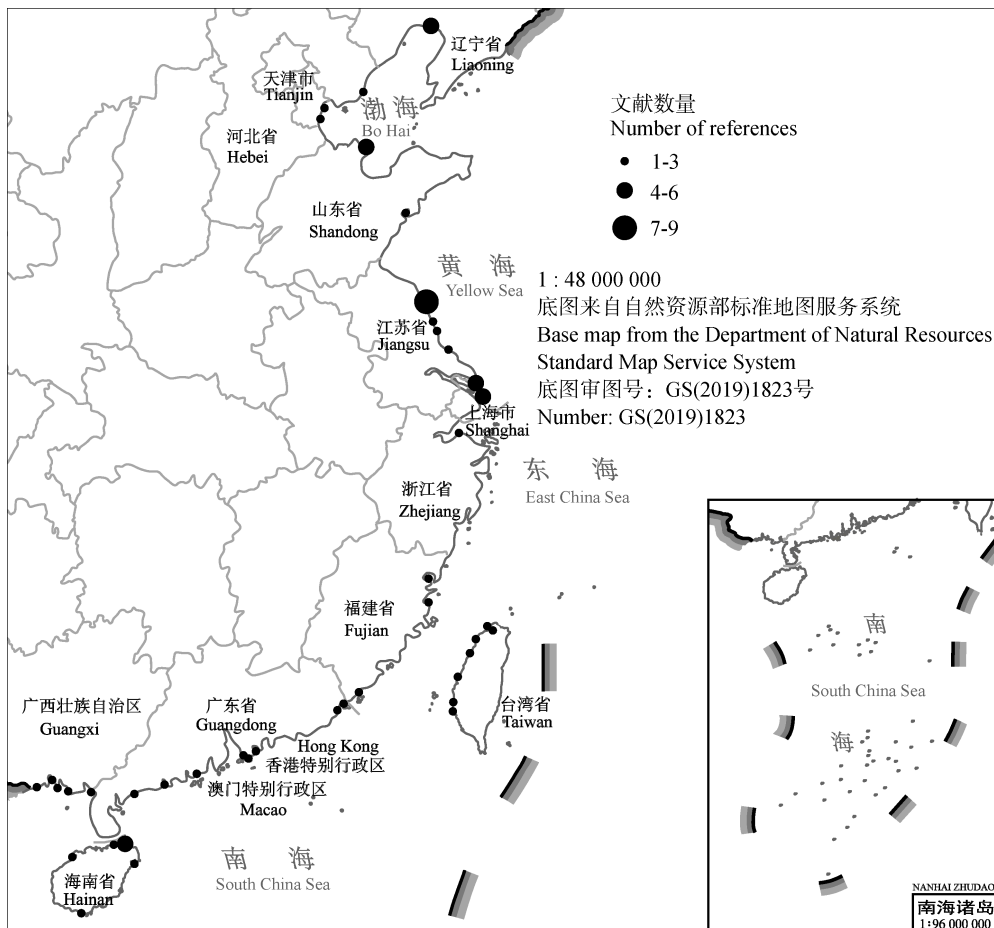 辽宁省
Liaoning
天津市
Tianjin
渤海
Bo Hai
河北省
Hebei
山东省
Shandong
文献数量
Number of references
1-3
4-6
7-9
黄 海
Yellow Sea
1 : 48 000 000
底图来自自然资源部标准地图服务系统
Base map from the Department of Natural Resources
Standard Map Service System
底图审图号：GS(2019)1823号
Number: GS(2019)1823
江苏省
Jiangsu
上海市
Shanghai
东 海
East China Sea
浙江省
Zhejiang
福建省
Fujian
台湾省
Taiwan
广西壮族自治区
Guangxi
广东省
Guangdong
Hong Kong
香港特别行政区
澳门特别行政区
Macao
南 海
South China Sea
海南省
Hainan
南
South China Sea
海
NANHAI ZHUDAO
南海诸岛
1:96 000 000